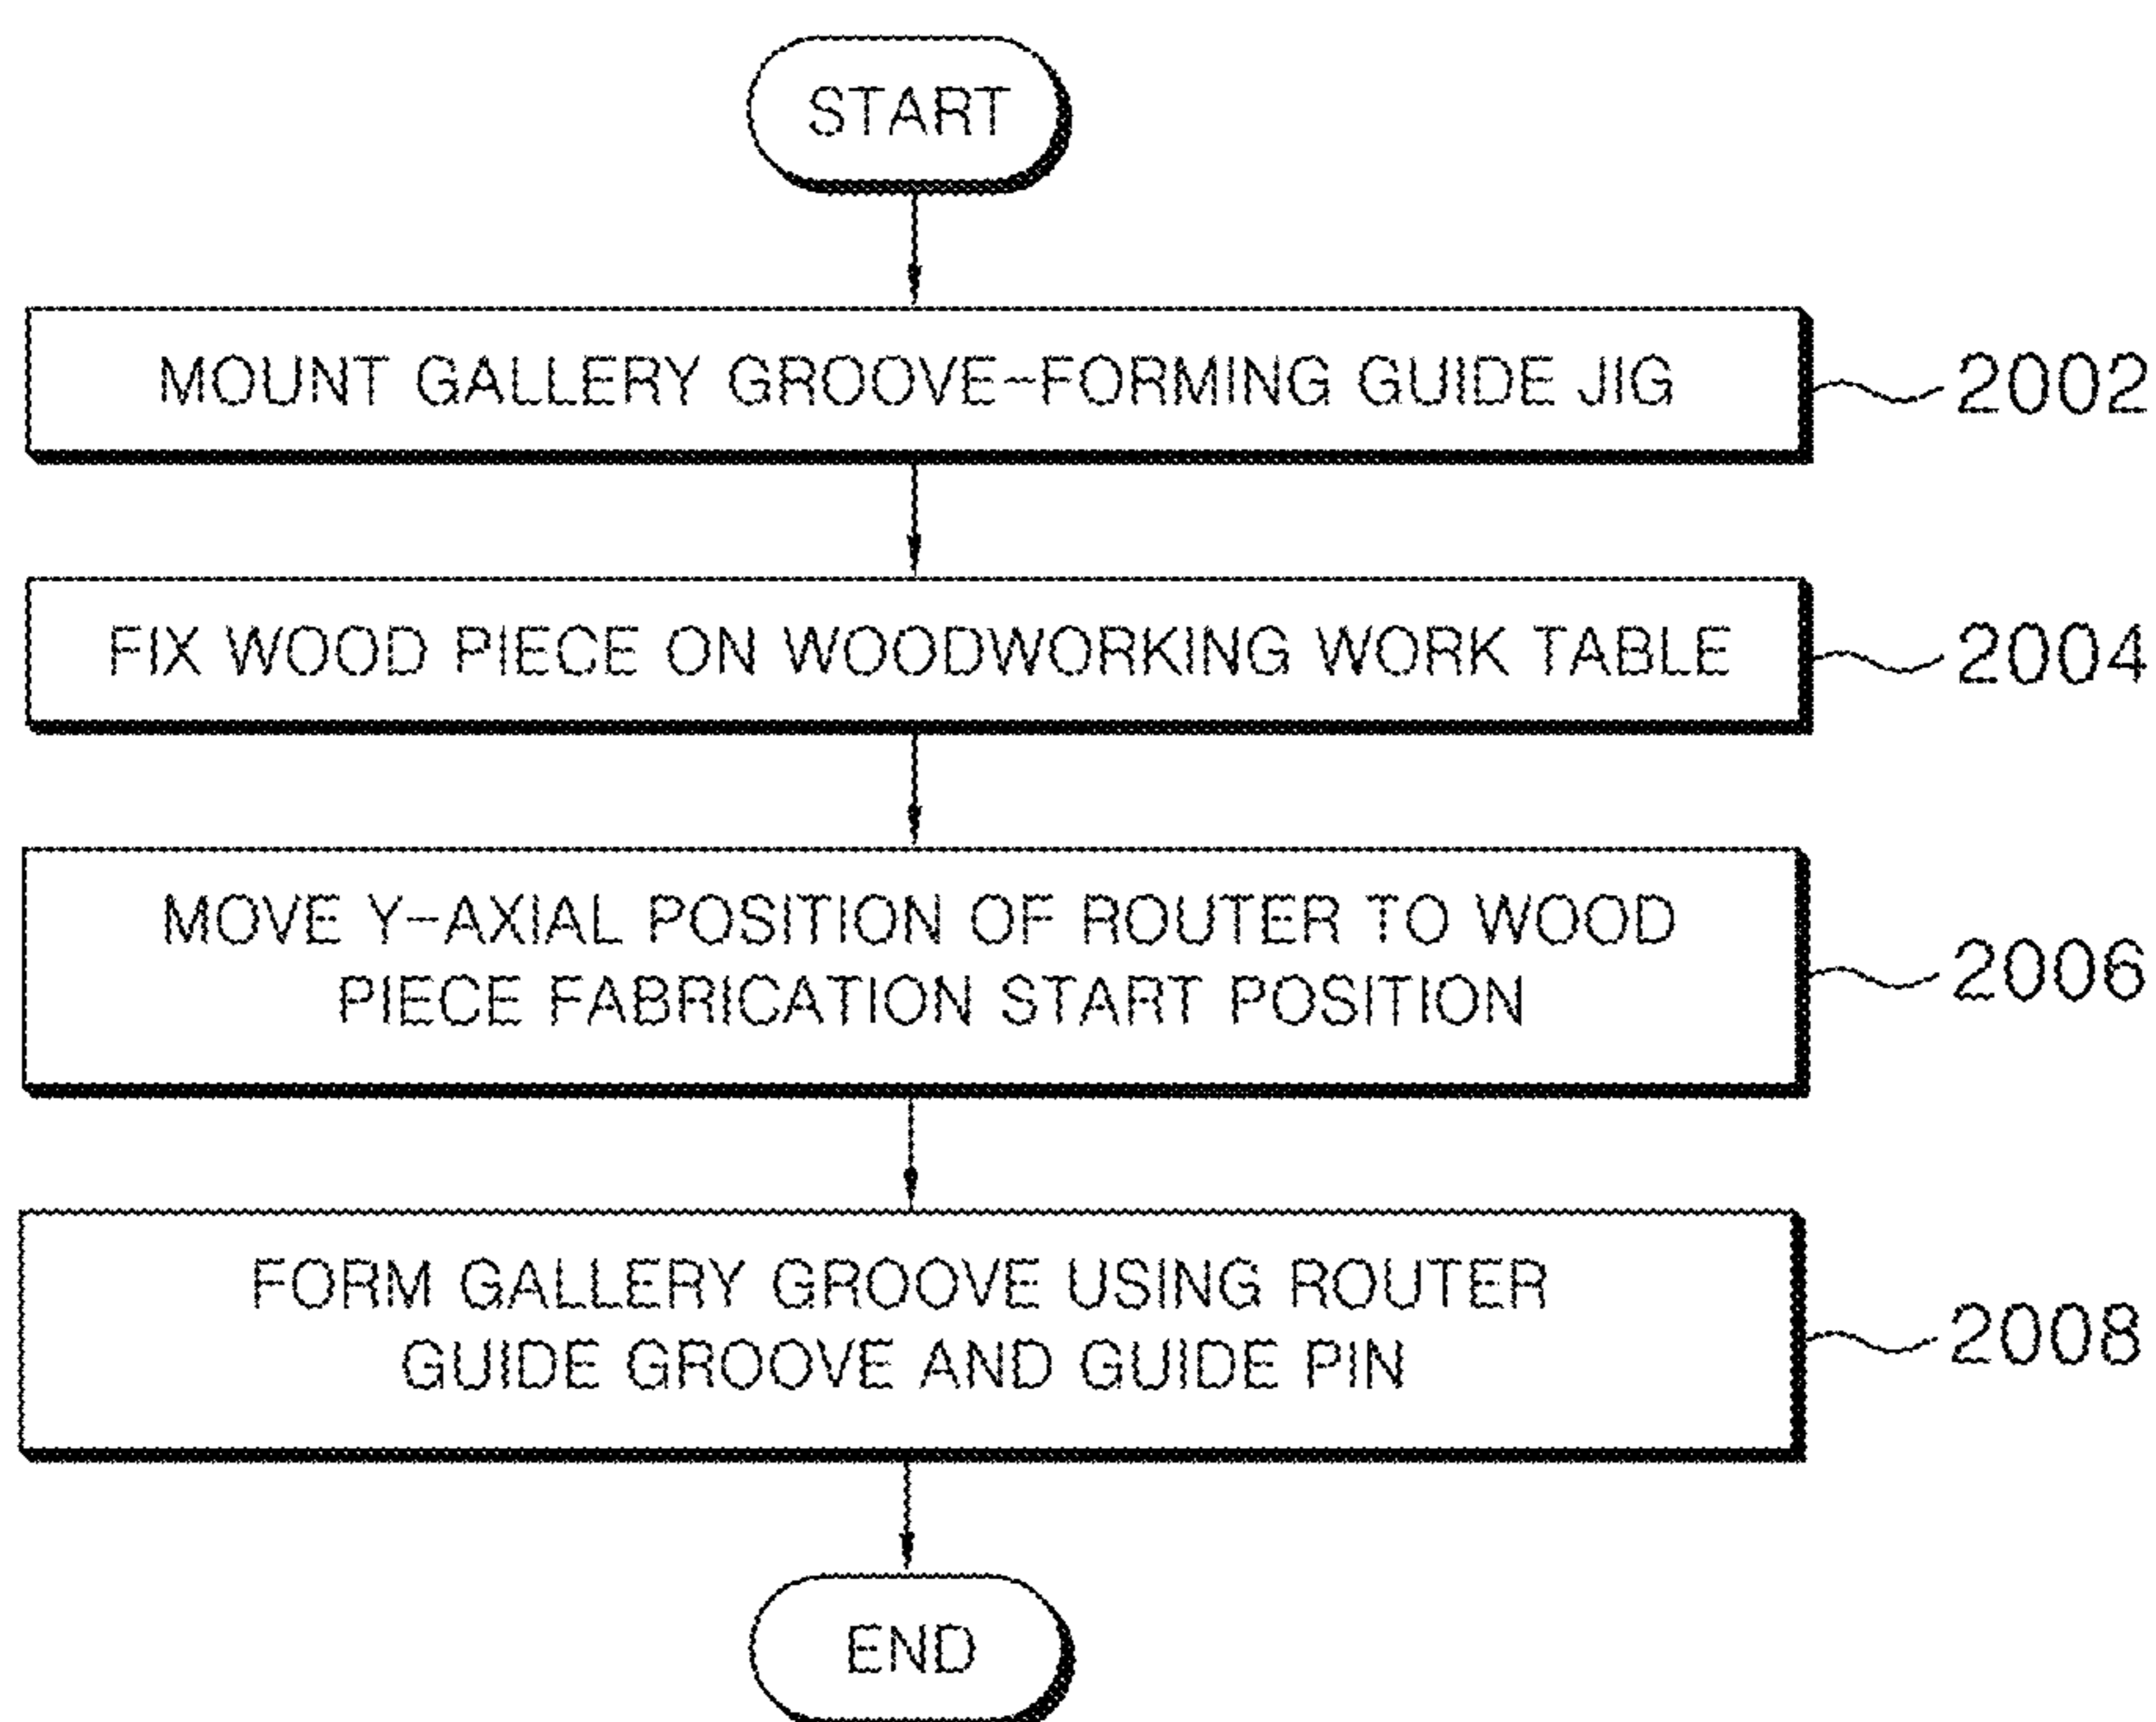 START
MOUNT GALLERY GROOVE-FORMING GUIDE JIG
2002
FIX WOOD PIECE ON WOODWORKING WORK TABLE
2004
MOVE Y-AXIAL POSITION OF ROUTER TO WOOD
PIECE FABRICATION START POSITION
2006
FORM GALLERY GROOVE USING ROUTER
GUIDE GROOVE AND GUIDE PIN
2008
END